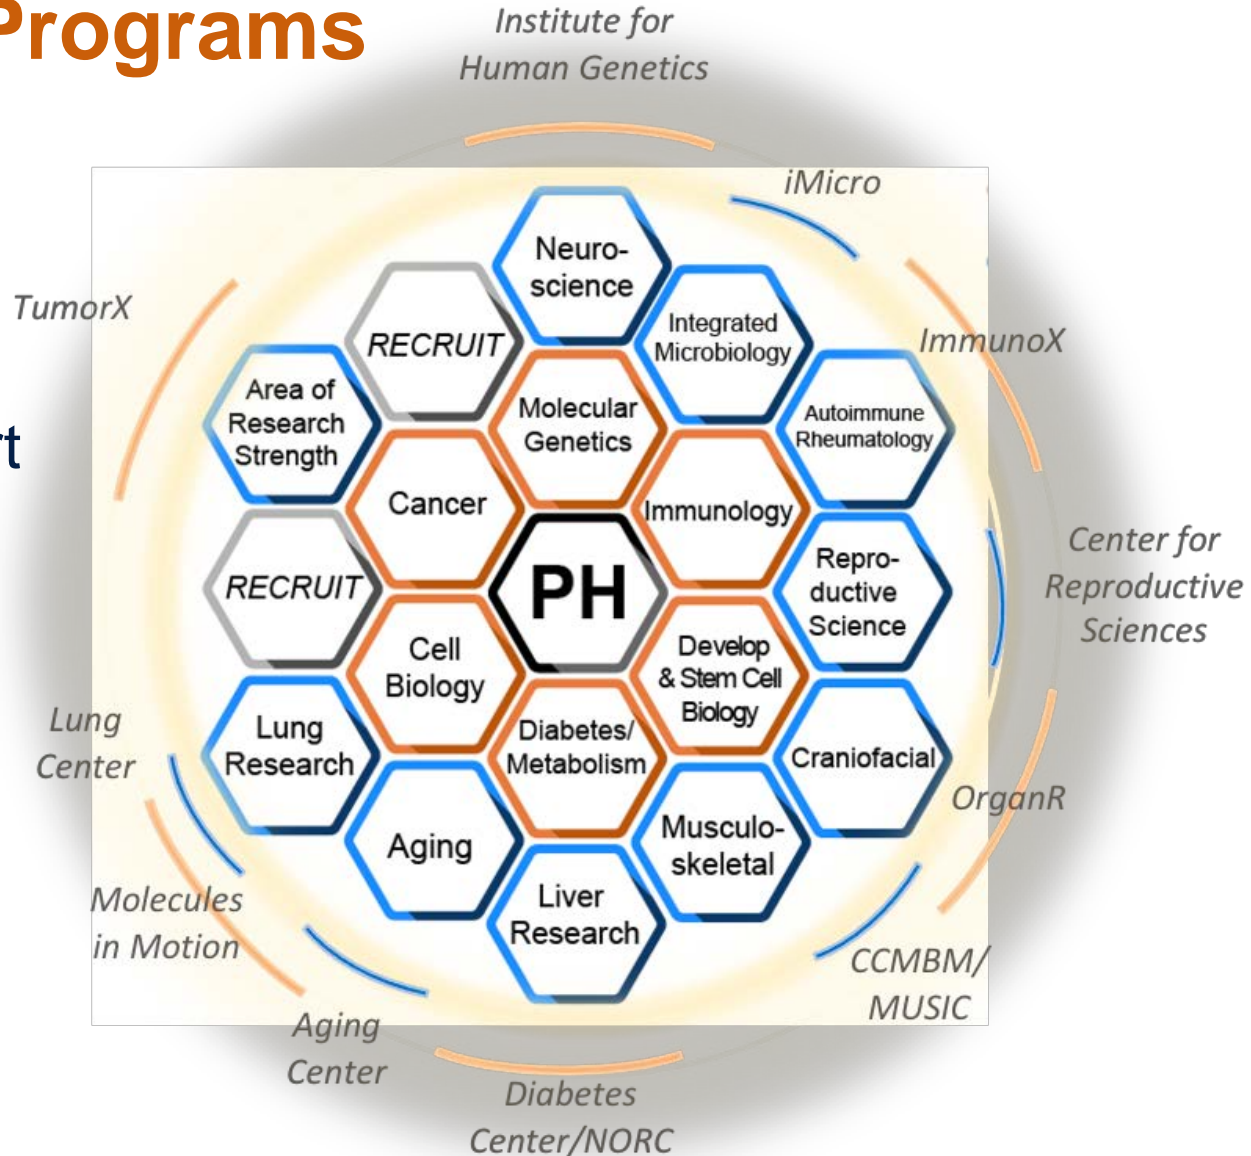 Programs
Institute for
Human Genetics
iMicro
TumorX
ImmunoX
Neuro-
science
RECRUIT
Integrated
Microbiology
Area of
Research
Strength
Molecular
Genetics
Autoimmune
Rheumatology
rt
Cancer
Immunology
RECRUIT
PH
Repro-
ductive
Science
Center for
Reproductive
Sciences
Cell
Biology
Develop
& Stem Cell
Biology
Lung
Center
Lung
Research
Diabetes/
Metabolism
Craniofacial
OrganR
Aging
Musculo-
skeletal
Molecules
in Motion
Liver
Research
CCMBM/
MUSIC
Aging
Center
Diabetes
Center/NORC